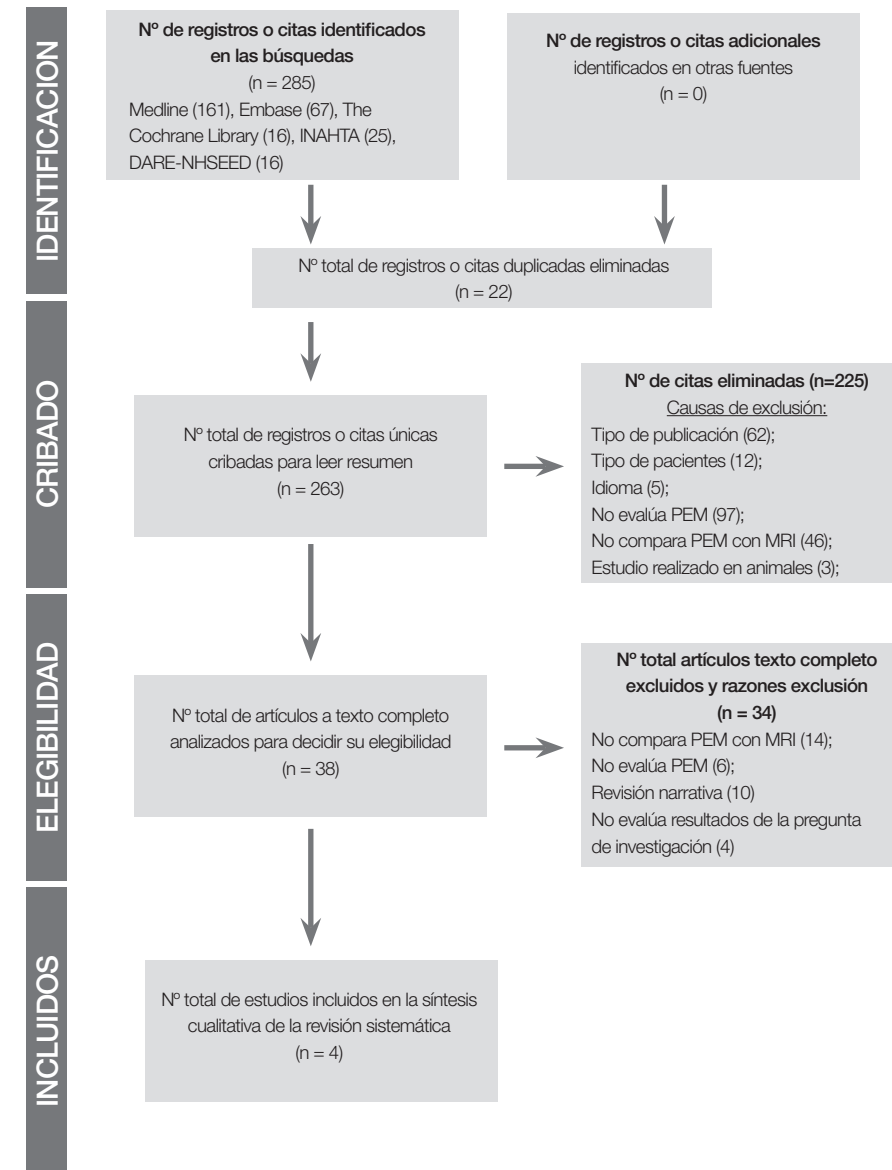 IDENTIFICACION
Nº de registros o citas identificados
en las búsquedas
(n = 285)
Medline (161), Embase (67), The
Cochrane Library (16), INAHTA (25),
DARE-NHSEED (16)
Nº de registros o citas adicionales
identificados en otras fuentes
(n = 0)
Nº total de registros o citas duplicadas eliminadas
(n = 22)
CRIBADO
Nº total de registros o citas únicas
cribadas para leer resumen
(n = 263)
Nº de citas eliminadas (n=225)
Causas de exclusión:
Tipo de publicación (62);
Tipo de pacientes (12);
Idioma (5);
No evalúa PEM (97);
No compara PEM con MRI (46);
Estudio realizado en animales (3);
ELEGIBILIDAD
Nº total de artículos a texto completo
analizados para decidir su elegibilidad
(n = 38)
Nº total artículos texto completo
excluidos y razones exclusión
(n = 34)
No compara PEM con MRI (14);
No evalúa PEM (6);
Revisión narrativa (10)
No evalúa resultados de la pregunta
de investigación (4)
INCLUIDOS
Nº total de estudios incluidos en la síntesis
cualitativa de la revisión sistemática
(n = 4)